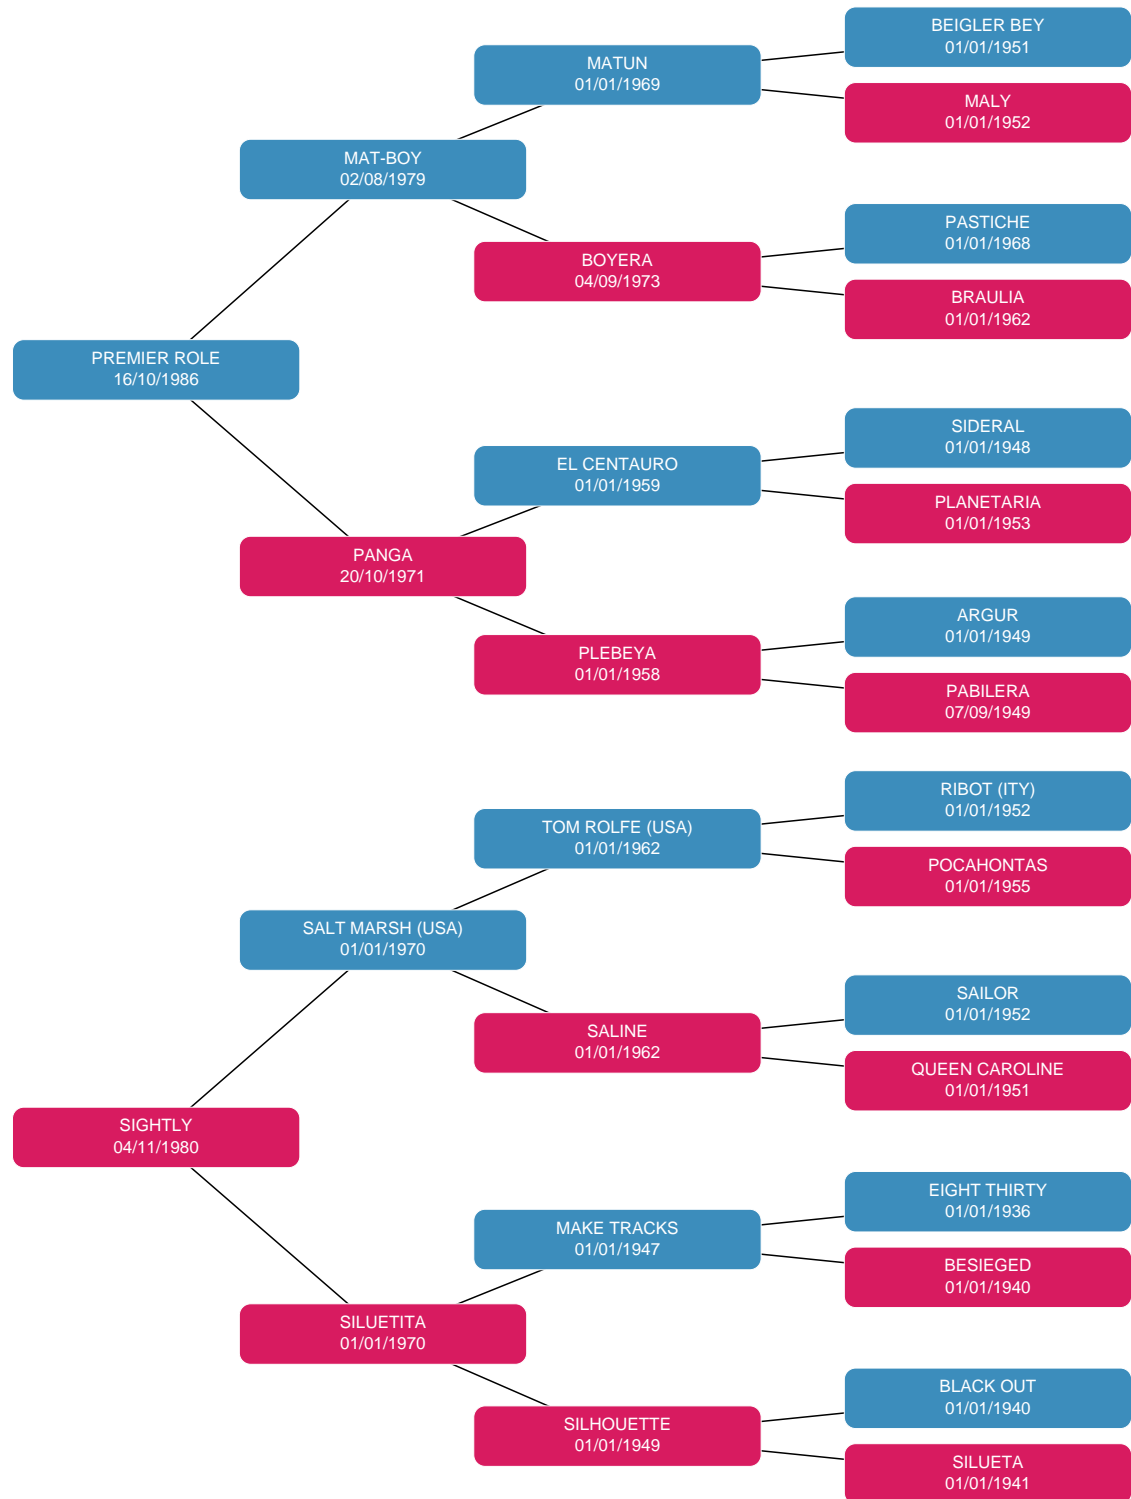 BEIGLER BEY
01/01/1951
MATUN
01/01/1969
MALY
01/01/1952
MAT-BOY
02/08/1979
PASTICHE
01/01/1968
BOYERA
04/09/1973
BRAULIA
01/01/1962
PREMIER ROLE
16/10/1986
SIDERAL
01/01/1948
EL CENTAURO
01/01/1959
PLANETARIA
01/01/1953
PANGA
20/10/1971
ARGUR
01/01/1949
PLEBEYA
01/01/1958
PABILERA
07/09/1949
RIBOT (ITY)
01/01/1952
TOM ROLFE (USA)
01/01/1962
POCAHONTAS
01/01/1955
SALT MARSH (USA)
01/01/1970
SAILOR
01/01/1952
SALINE
01/01/1962
QUEEN CAROLINE
01/01/1951
SIGHTLY
04/11/1980
EIGHT THIRTY
01/01/1936
MAKE TRACKS
01/01/1947
BESIEGED
01/01/1940
SILUETITA
01/01/1970
BLACK OUT
01/01/1940
SILHOUETTE
01/01/1949
SILUETA
01/01/1941